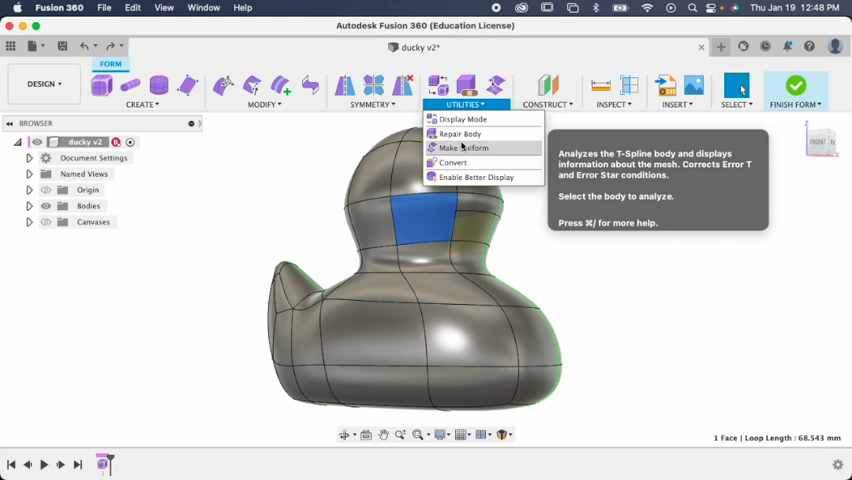 Fusion 360 File Edit View Window Help Thu Jan 19 12:48 PM
Autodesk Fusion 360 (Education License)
ducky v2*
FORM
DESIGN
CREATE MODIFY SYMMETRY UTILITIES CONSTRUCT INSPECT INSERT SELECT FINISH FORM
BROWSER
ducky v2
Document Settings
Named Views
Origin
Bodies
Canvases
Display Mode
Repair Body
Make Uniform
Convert
Enable Better Display
Analyzes the T-Spline body and displays
information about the mesh. Corrects Error T
and Error Star conditions.
Select the body to analyze.
Press ⌘/ for more help.
Z
FRONT
X
1 Face | Loop Length : 68.543 mm